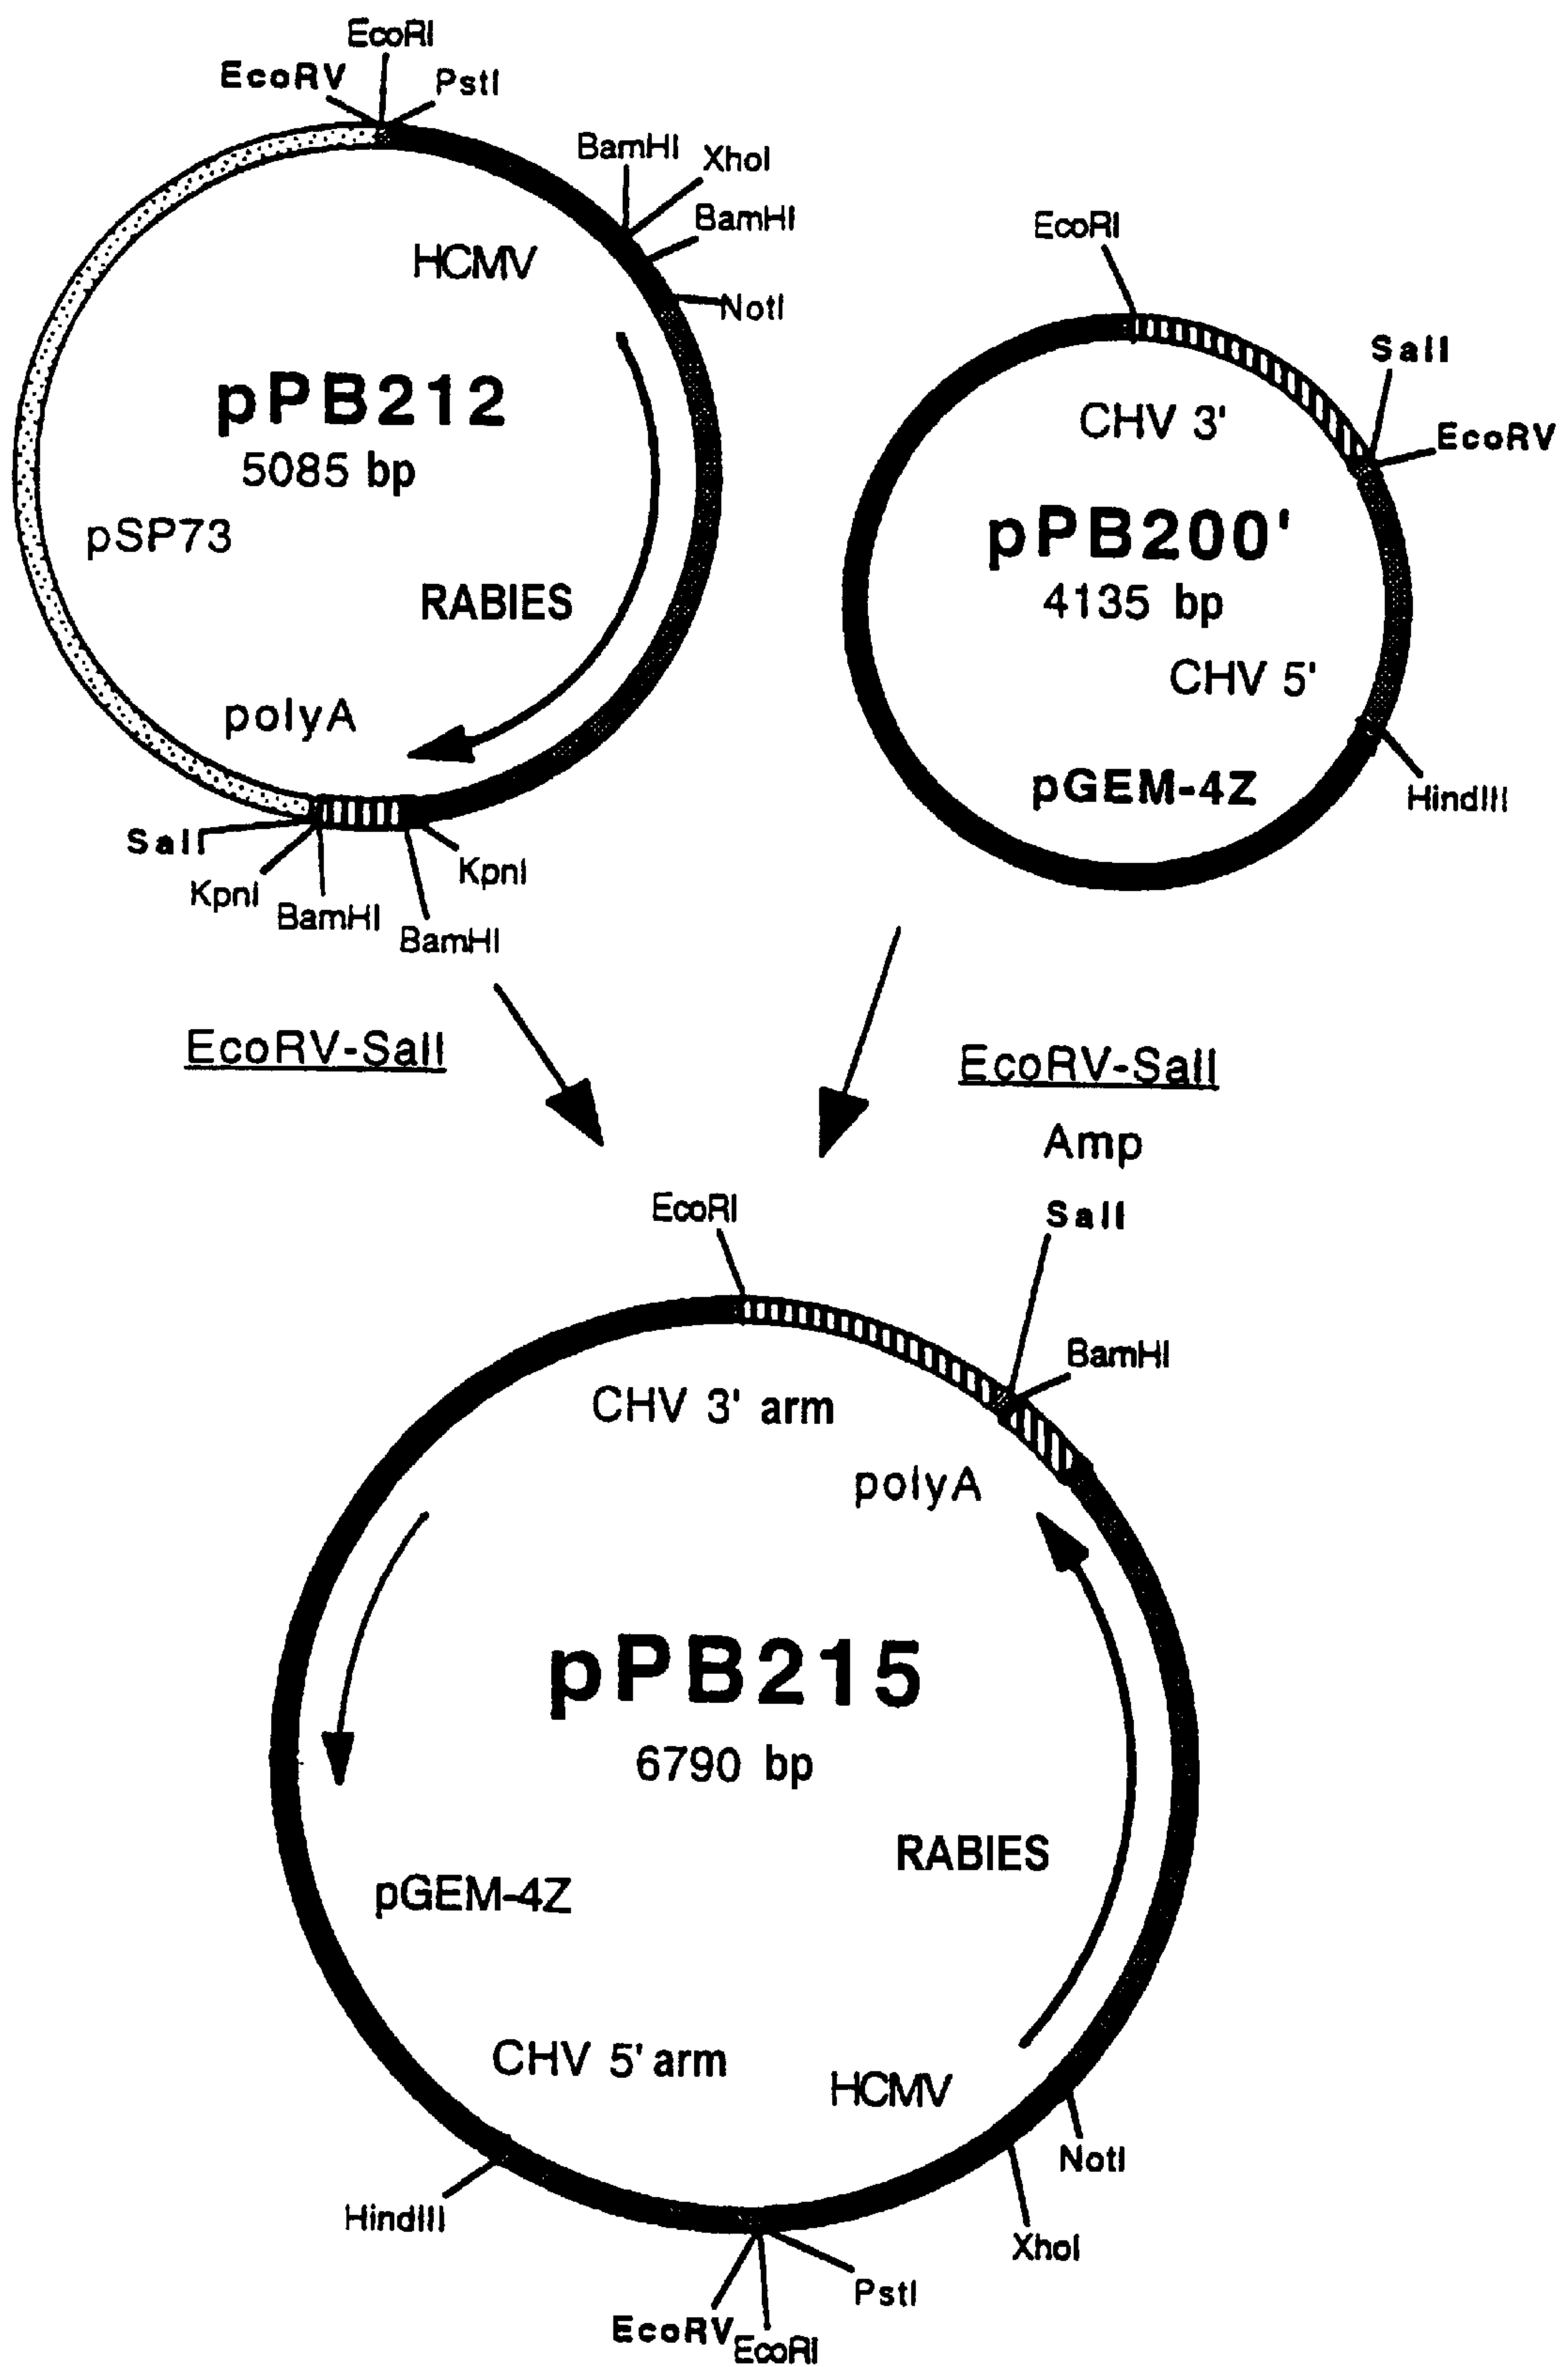 EcoRI
EcoRV
PstI
BamHI
XhoI
BamHI
NotI
HCMV
pPB212
5085 bp
pSP73
RABIES
polyA
SalI
KpnI
BamHI
BamHI
KpnI
EcoRI
SalI
EcoRV
CHV 3'
pPB200'
4135 bp
CHV 5'
pGEM-4Z
HindIII
EcoRV-SalI
EcoRV-SalI
Amp
EcoRI
SalI
BamHI
CHV 3' arm
polyA
pPB215
6790 bp
RABIES
pGEM-4Z
CHV 5' arm
HCMV
NotI
HindIII
XhoI
PstI
EcoRV
EcoRI